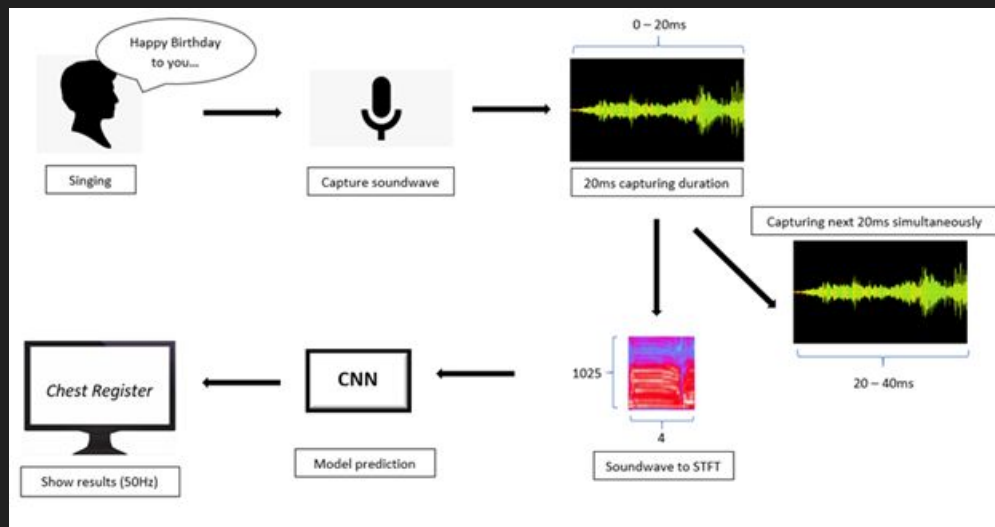 Happy Birthday
to you...
0 – 20ms
Singing
Capture soundwave
20ms capturing duration
Capturing next 20ms simultaneously
20 – 40ms
1025
4
Soundwave to STFT
CNN
Model prediction
Chest Register
Show results (50Hz)